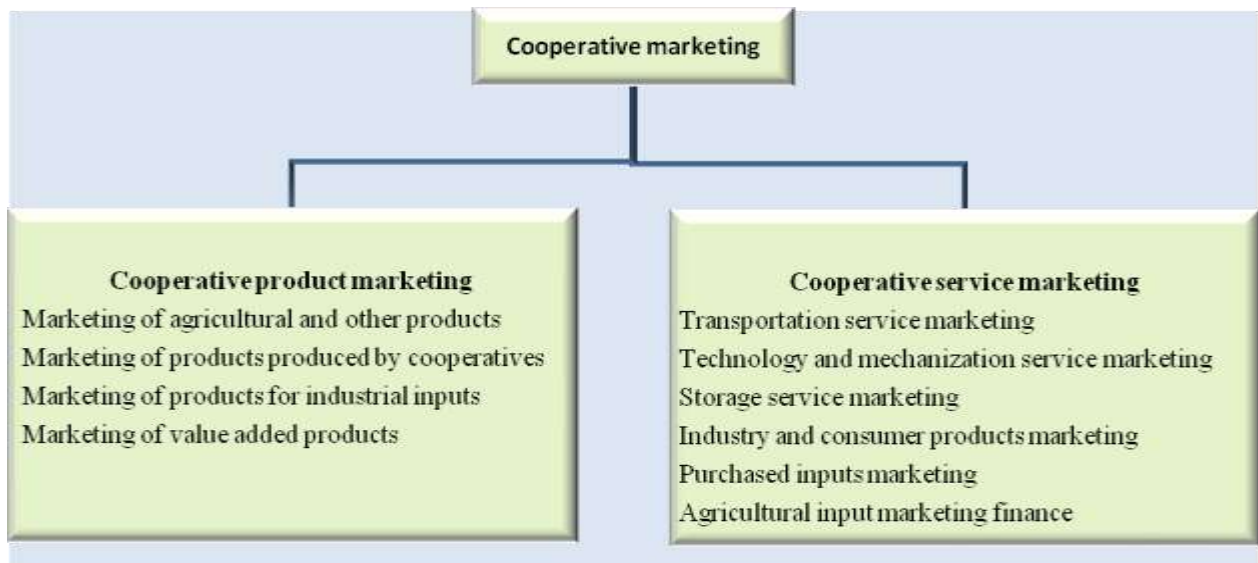 Cooperative marketing
Cooperative product marketing
Marketing of agricultural and other products
Marketing of products produced by cooperatives
Marketing of products for industrial inputs
Marketing of value added products
Cooperative service marketing
Transportation service marketing
Technology and mechanization service marketing
Storage service marketing
Industry and consumer products marketing
Purchased inputs marketing
Agricultural input marketing finance